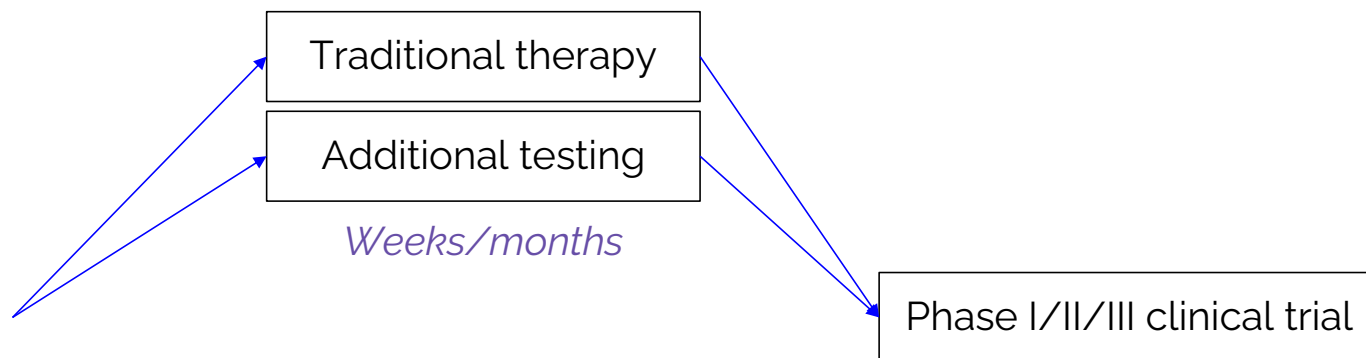 Traditional therapy
Additional testing
Weeks/months
Phase I/II/III clinical trial